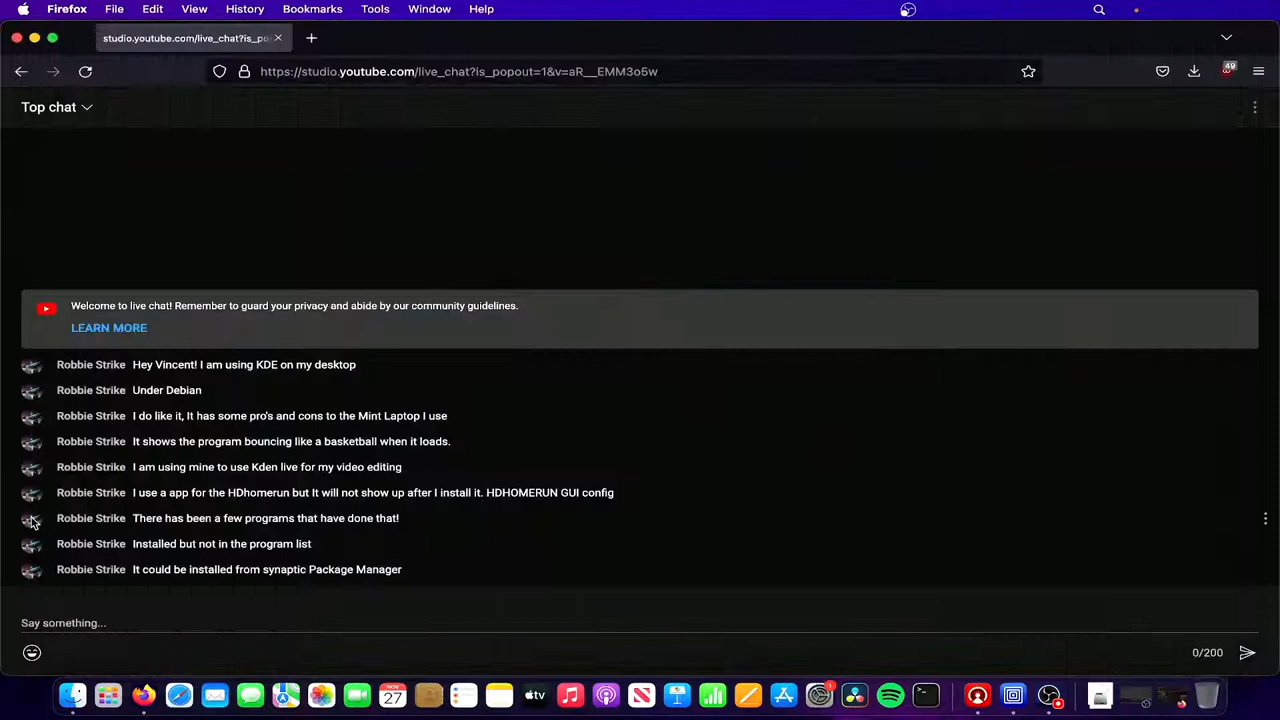 Firefox File Edit View History Bookmarks Tools Window Help
studio.youtube.com/live_chat?is_po
https://studio.youtube.com/live_chat?is_popout=1&v=aR__EMM3o5w
49
Top chat
Welcome to live chat! Remember to guard your privacy and abide by our community guidelines.
LEARN MORE
Robbie Strike Hey Vincent! I am using KDE on my desktop
Robbie Strike Under Debian
Robbie Strike I do like it, It has some pro's and cons to the Mint Laptop I use
Robbie Strike It shows the program bouncing like a basketball when it loads.
Robbie Strike I am using mine to use Kden live for my video editing
Robbie Strike I use a app for the HDhomerun but It will not show up after I install it. HDHOMERUN GUI config
Robbie Strike There has been a few programs that have done that!
Robbie Strike Installed but not in the program list
Robbie Strike It could be installed from synaptic Package Manager
Say something...
0/200
NOV
27
tv
1